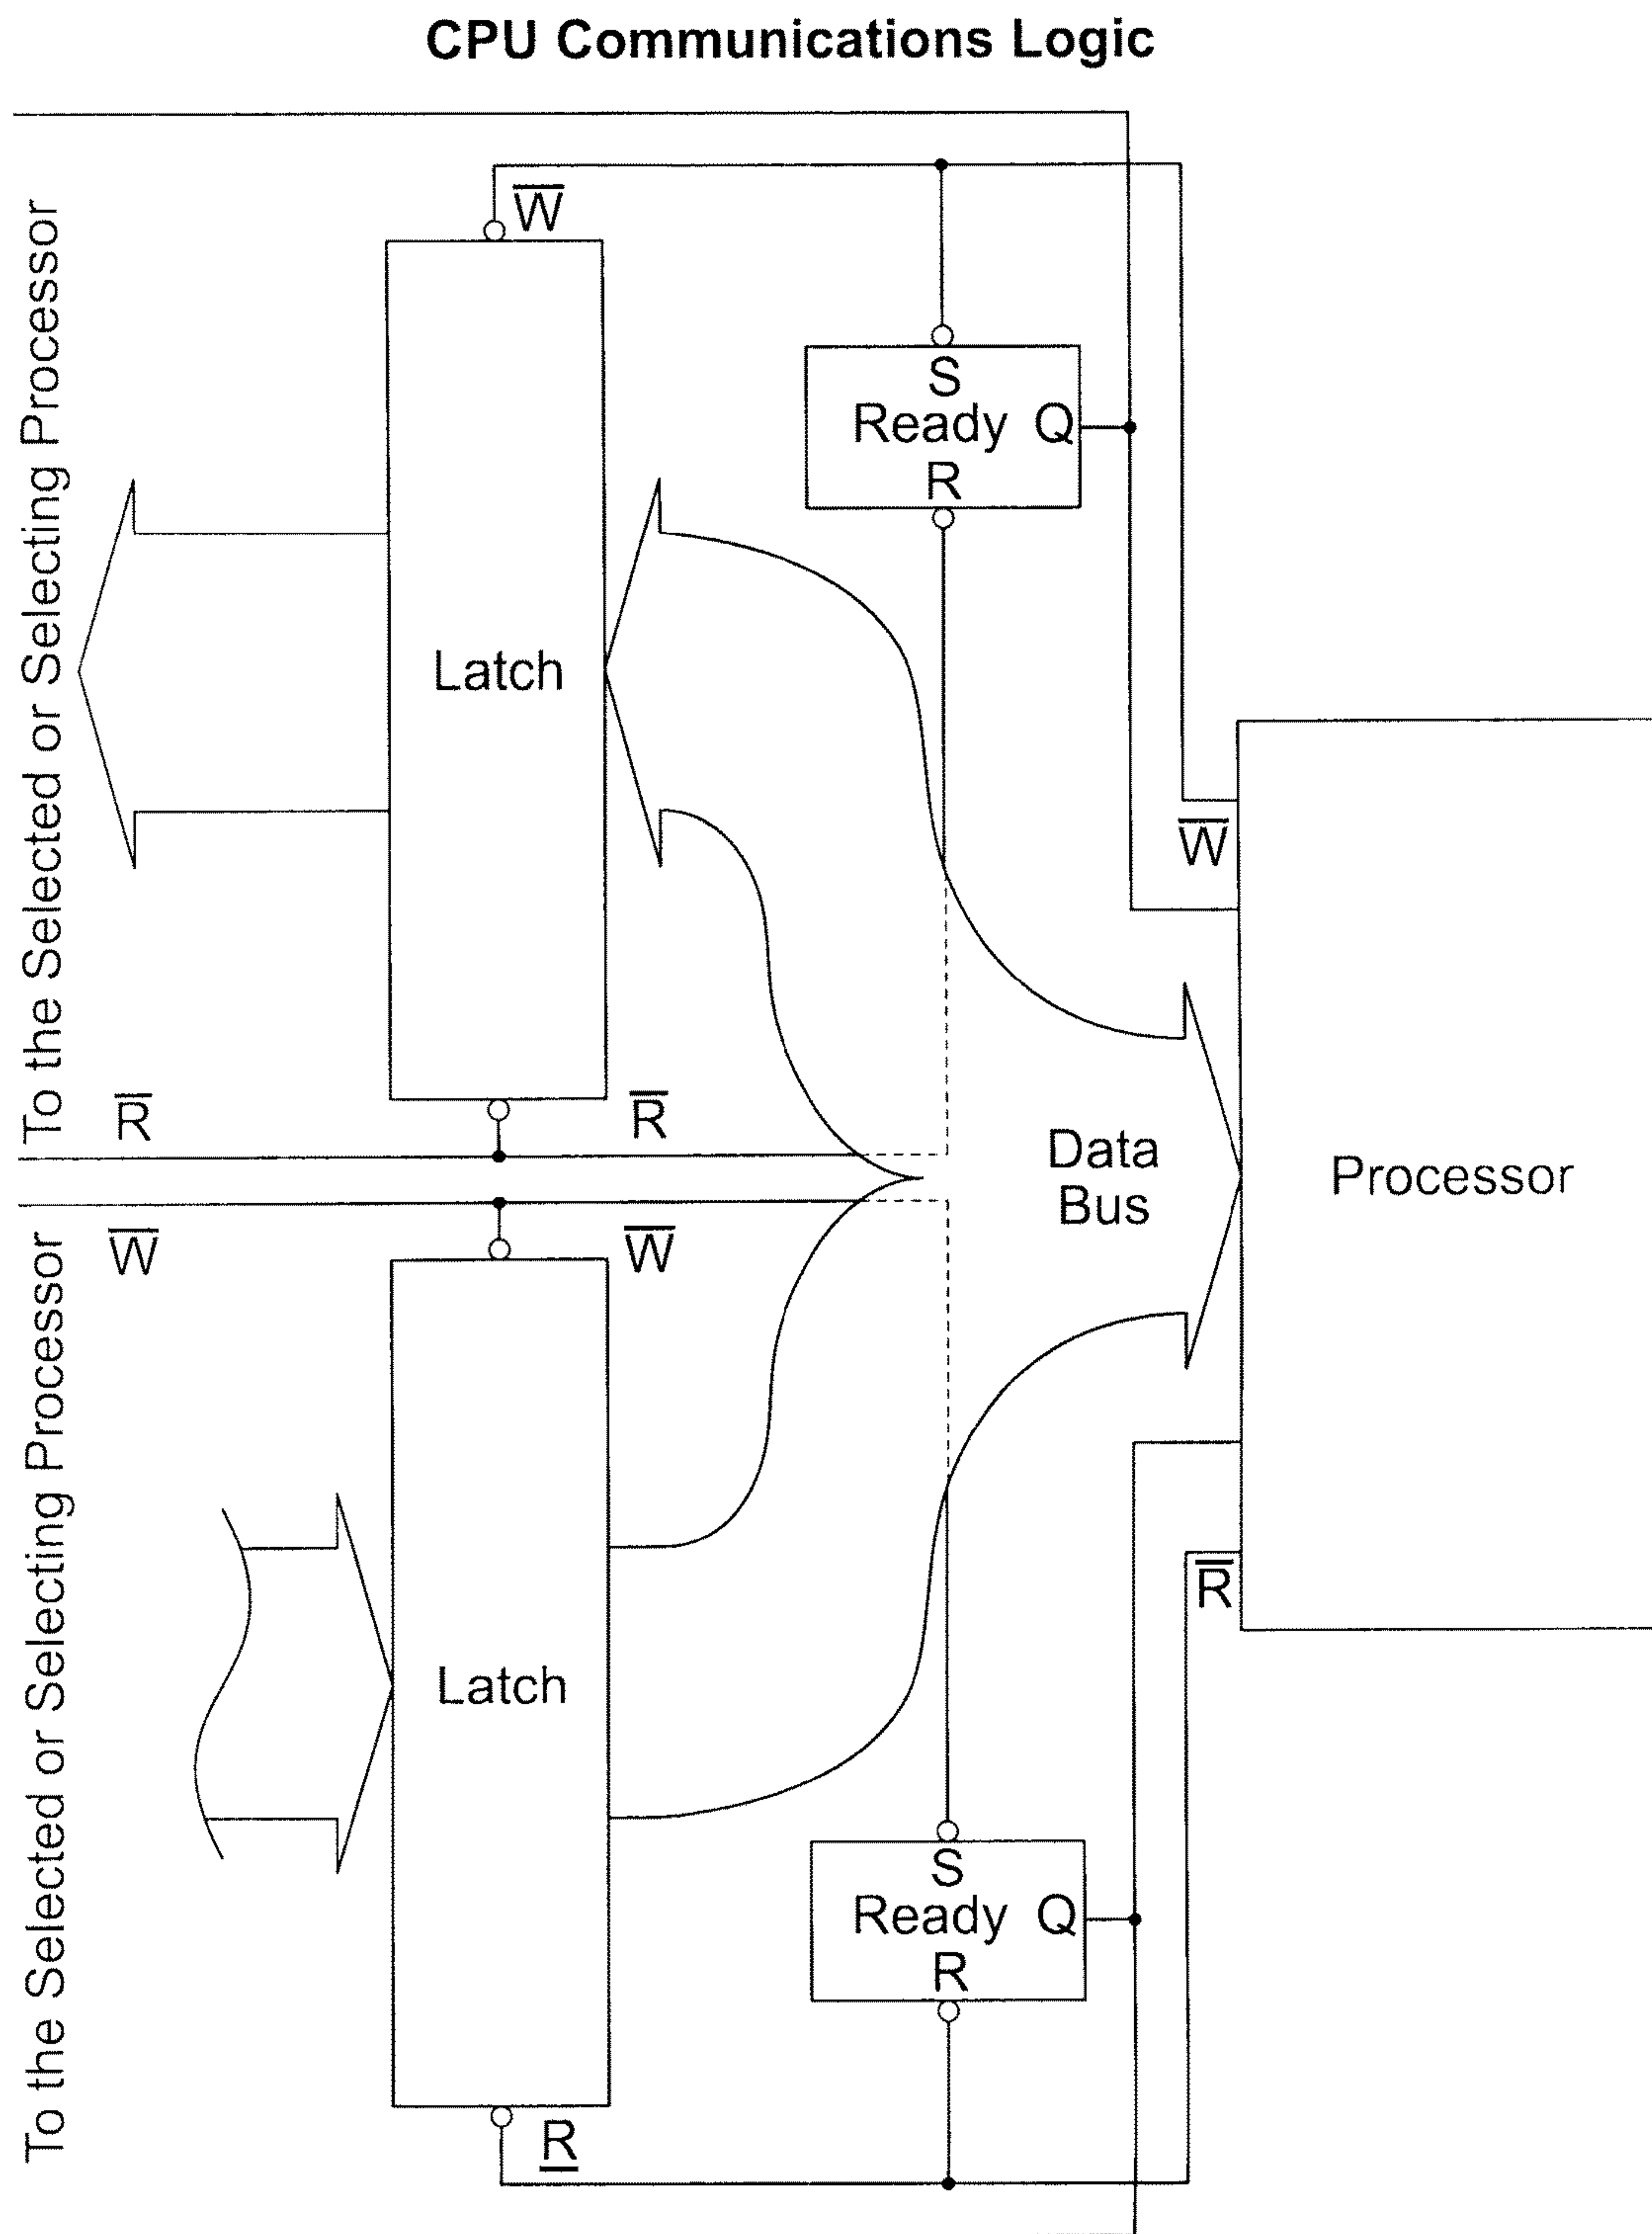 CPU Communications Logic
To the Selected or Selecting Processor
W̅
S
Ready Q
R
Latch
W̅
R̅
R̅
Data
Bus
Processor
To the Selected or Selecting Processor
W̅
W̅
R̅
Latch
S
Ready Q
R
R̲